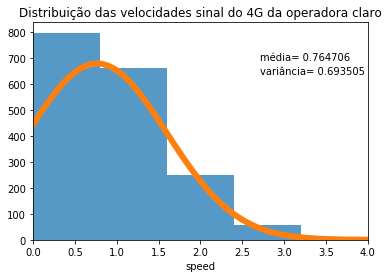 Distribuição das velocidades sinal do 4G da operadora claro
800
700
600
500
400
300
200
100
0
média= 0.764706
variância= 0.693505
0.0 0.5 1.0 1.5 2.0 2.5 3.0 3.5 4.0
speed